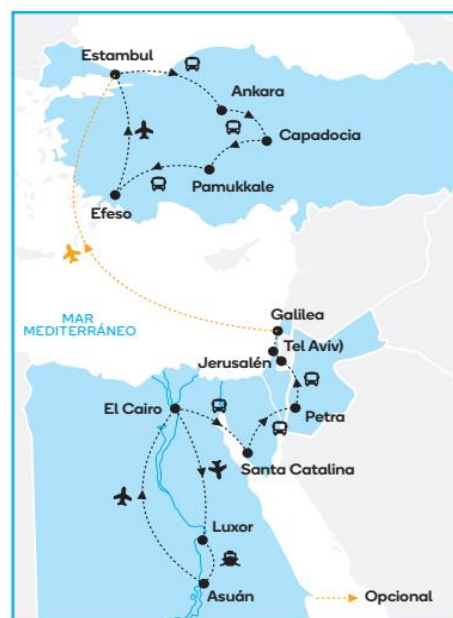 Estambul
Ankara
Capadocia
Pamukkale
Efeso
MAR
MEDITERRÁNEO
Galilea
Tel Aviv)
Jerusalén
El Cairo
Petra
Santa Catalina
Luxor
Asuán
Opcional